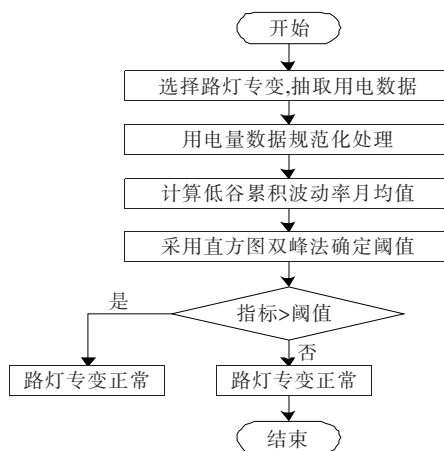 开始
选择路灯专变,抽取用电数据
用电量数据规范化处理
计算低谷累积波动率月均值
采用直方图双峰法确定阈值
指标>阈值
是
否
路灯专变正常
路灯专变正常
结束